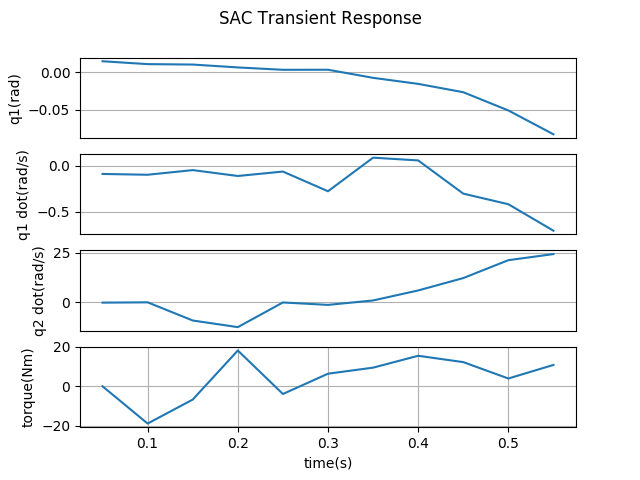 SAC Transient Response
0.00
−0.05
q1(rad)
0.0
−0.5
q1 dot(rad/s)
25
0
q2 dot(rad/s)
20
0
−20
torque(Nm)
0.1 0.2 0.3 0.4 0.5
time(s)